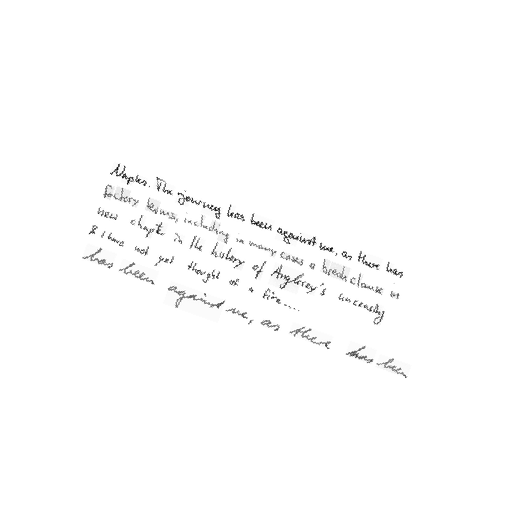 Naples. The journey has been against me, as there has
factory terms, including in many cases a break clause in
new chapter in the history of Anglesey's unceasing
& I have not yet thought of a fire....
has been against me, as there has been